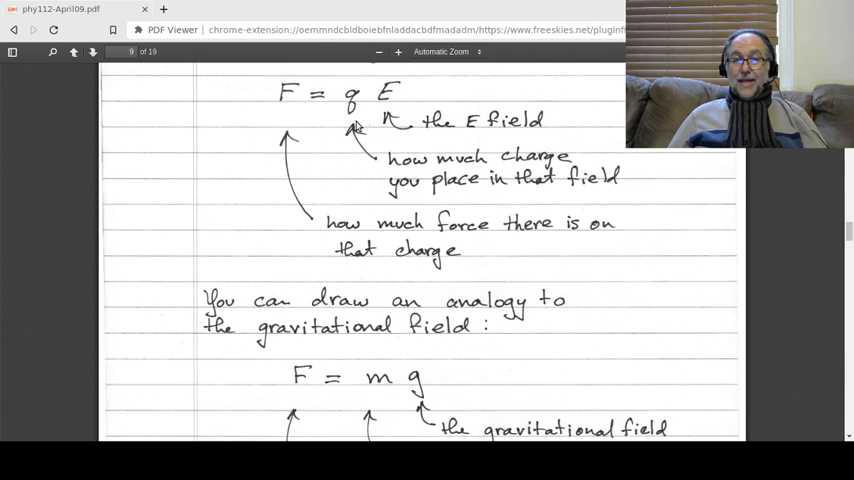 phy112-April09.pdf
PDF Viewer
chrome-extension://oemmndcbldboiebfnladdacbdfmadadm/https://www.freeskies.net/pluginfi
9 of 19
Automatic Zoom
F = q E
the E field
how much charge
you place in that field
how much force there is on
that charge
You can draw an analogy to
the gravitational field :
F = m g
the gravitational field